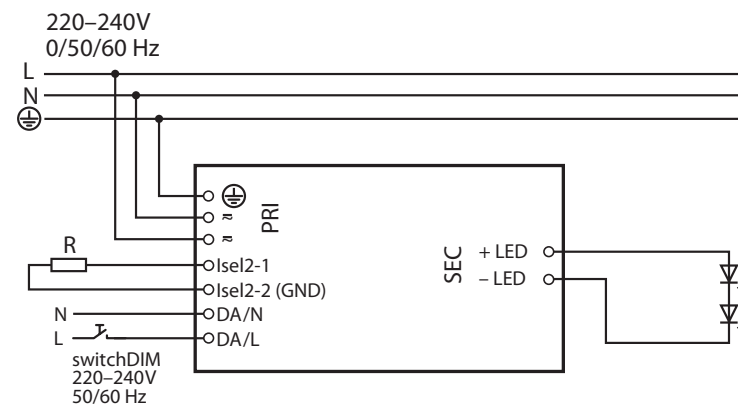 220–240V
0/50/60 Hz
L
N
PRI
≂
≂
R
Isel2-1
Isel2-2 (GND)
SEC
+ LED
– LED
N
DA/N
L
DA/L
switchDIM
220–240V
50/60 Hz